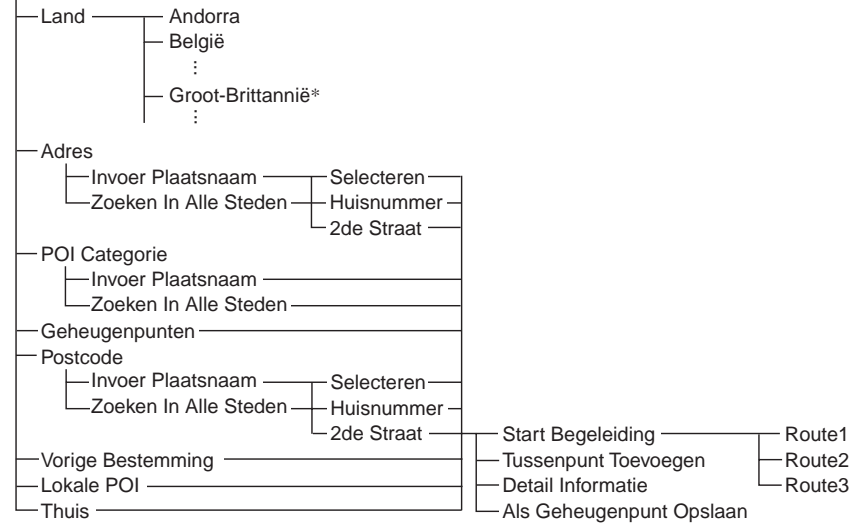 Land Andorra
België
⋮
Groot-Brittannië*
⋮
Adres
Invoer Plaatsnaam Selecteren
Zoeken In Alle Steden Huisnummer
2de Straat
POI Categorie
Invoer Plaatsnaam
Zoeken In Alle Steden
Geheugenpunten
Postcode
Invoer Plaatsnaam Selecteren
Zoeken In Alle Steden Huisnummer
2de Straat Start Begeleiding Route1
Vorige Bestemming Tussenpunt Toevoegen Route2
Lokale POI Detail Informatie Route3
Thuis Als Geheugenpunt Opslaan